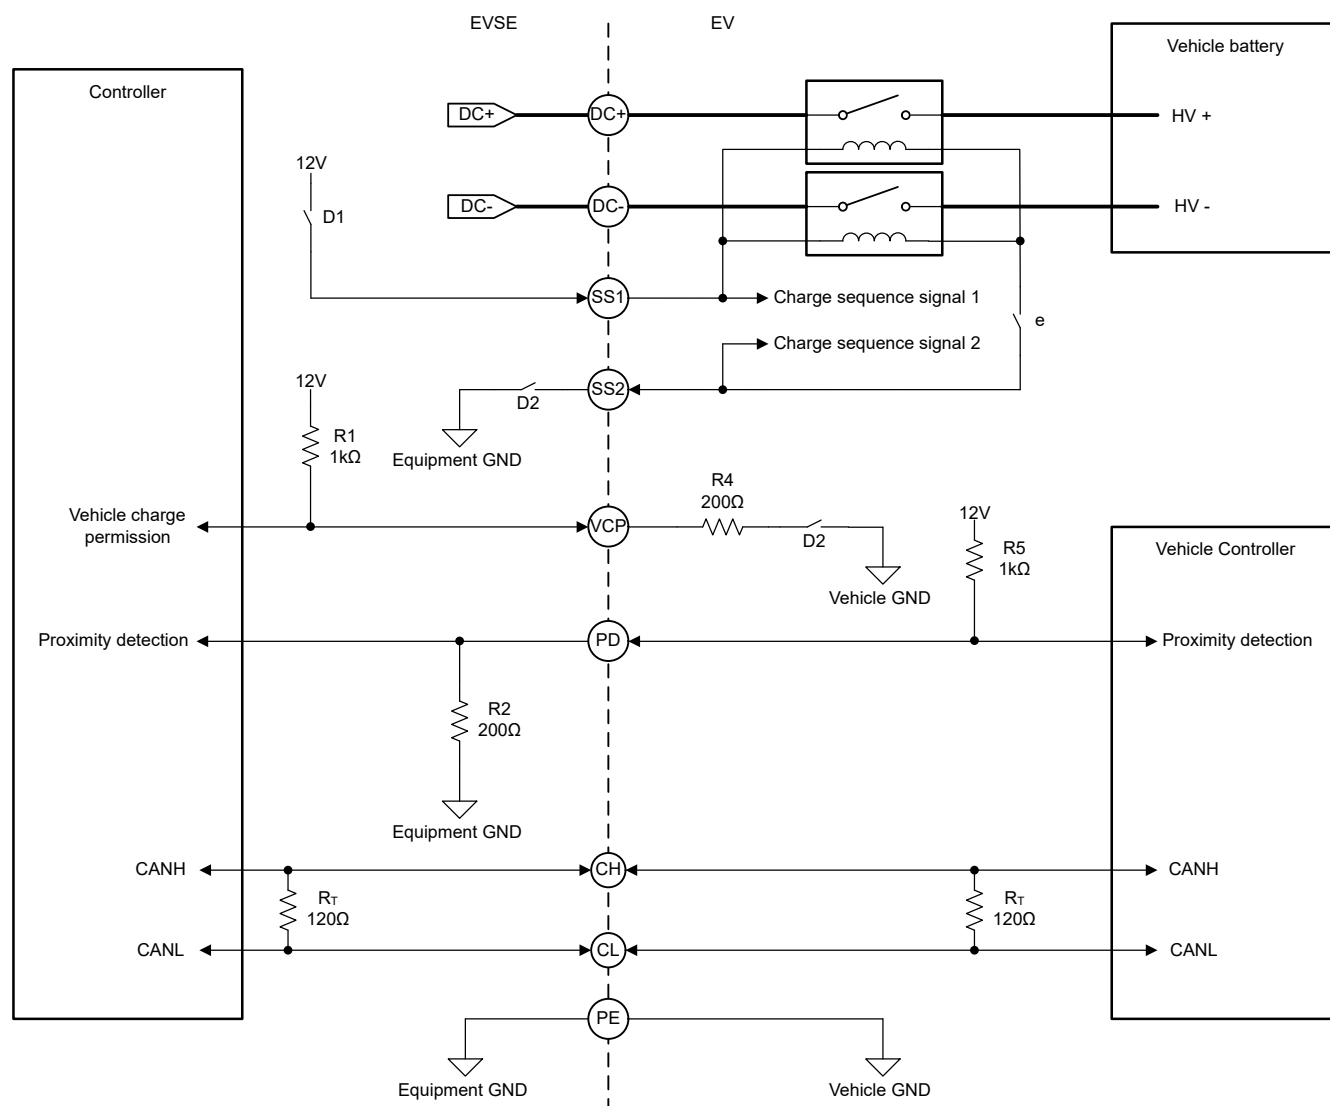 EVSE
EV
Vehicle battery
Controller
DC+
DC+
HV +
12V
D1
DC-
DC-
HV -
SS1
Charge sequence signal 1
e
Charge sequence signal 2
12V
SS2
D2
R1
1kΩ
Equipment GND
R4
200Ω
Vehicle charge
permission
VCP
D2
12V
R5
1kΩ
Vehicle Controller
Vehicle GND
Proximity detection
PD
Proximity detection
R2
200Ω
Equipment GND
CANH
CH
CANH
RT
120Ω
RT
120Ω
CANL
CL
CANL
PE
Equipment GND
Vehicle GND